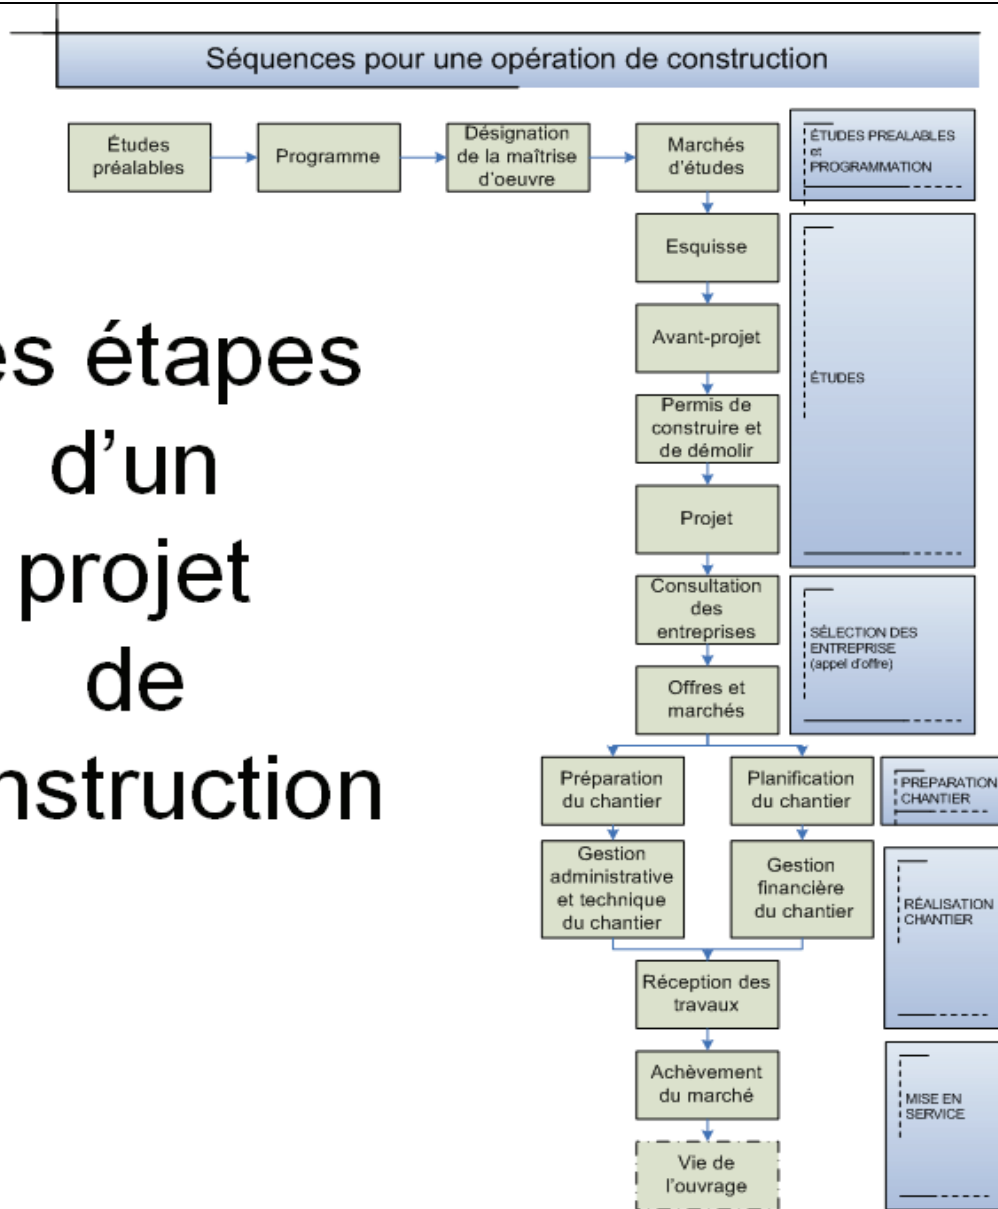 Séquences pour une opération de construction
Études
préalables
Programme
Désignation
de la maîtrise
d'oeuvre
Marchés
d'études
ÉTUDES PREALABLES
et
PROGRAMMATION
Esquisse
Avant-projet
Permis de
construire et
de démolir
Projet
ÉTUDES
es étapes
d'un
projet
de
nstruction
Consultation
des
entreprises
Offres et
marchés
SÉLECTION DES
ENTREPRISE
(appel d'offre)
Préparation
du chantier
Planification
du chantier
PREPARATION
CHANTIER
Gestion
administrative
et technique
du chantier
Gestion
financière
du chantier
RÉALISATION
CHANTIER
Réception des
travaux
Achèvement
du marché
Vie de
l'ouvrage
MISE EN
SERVICE